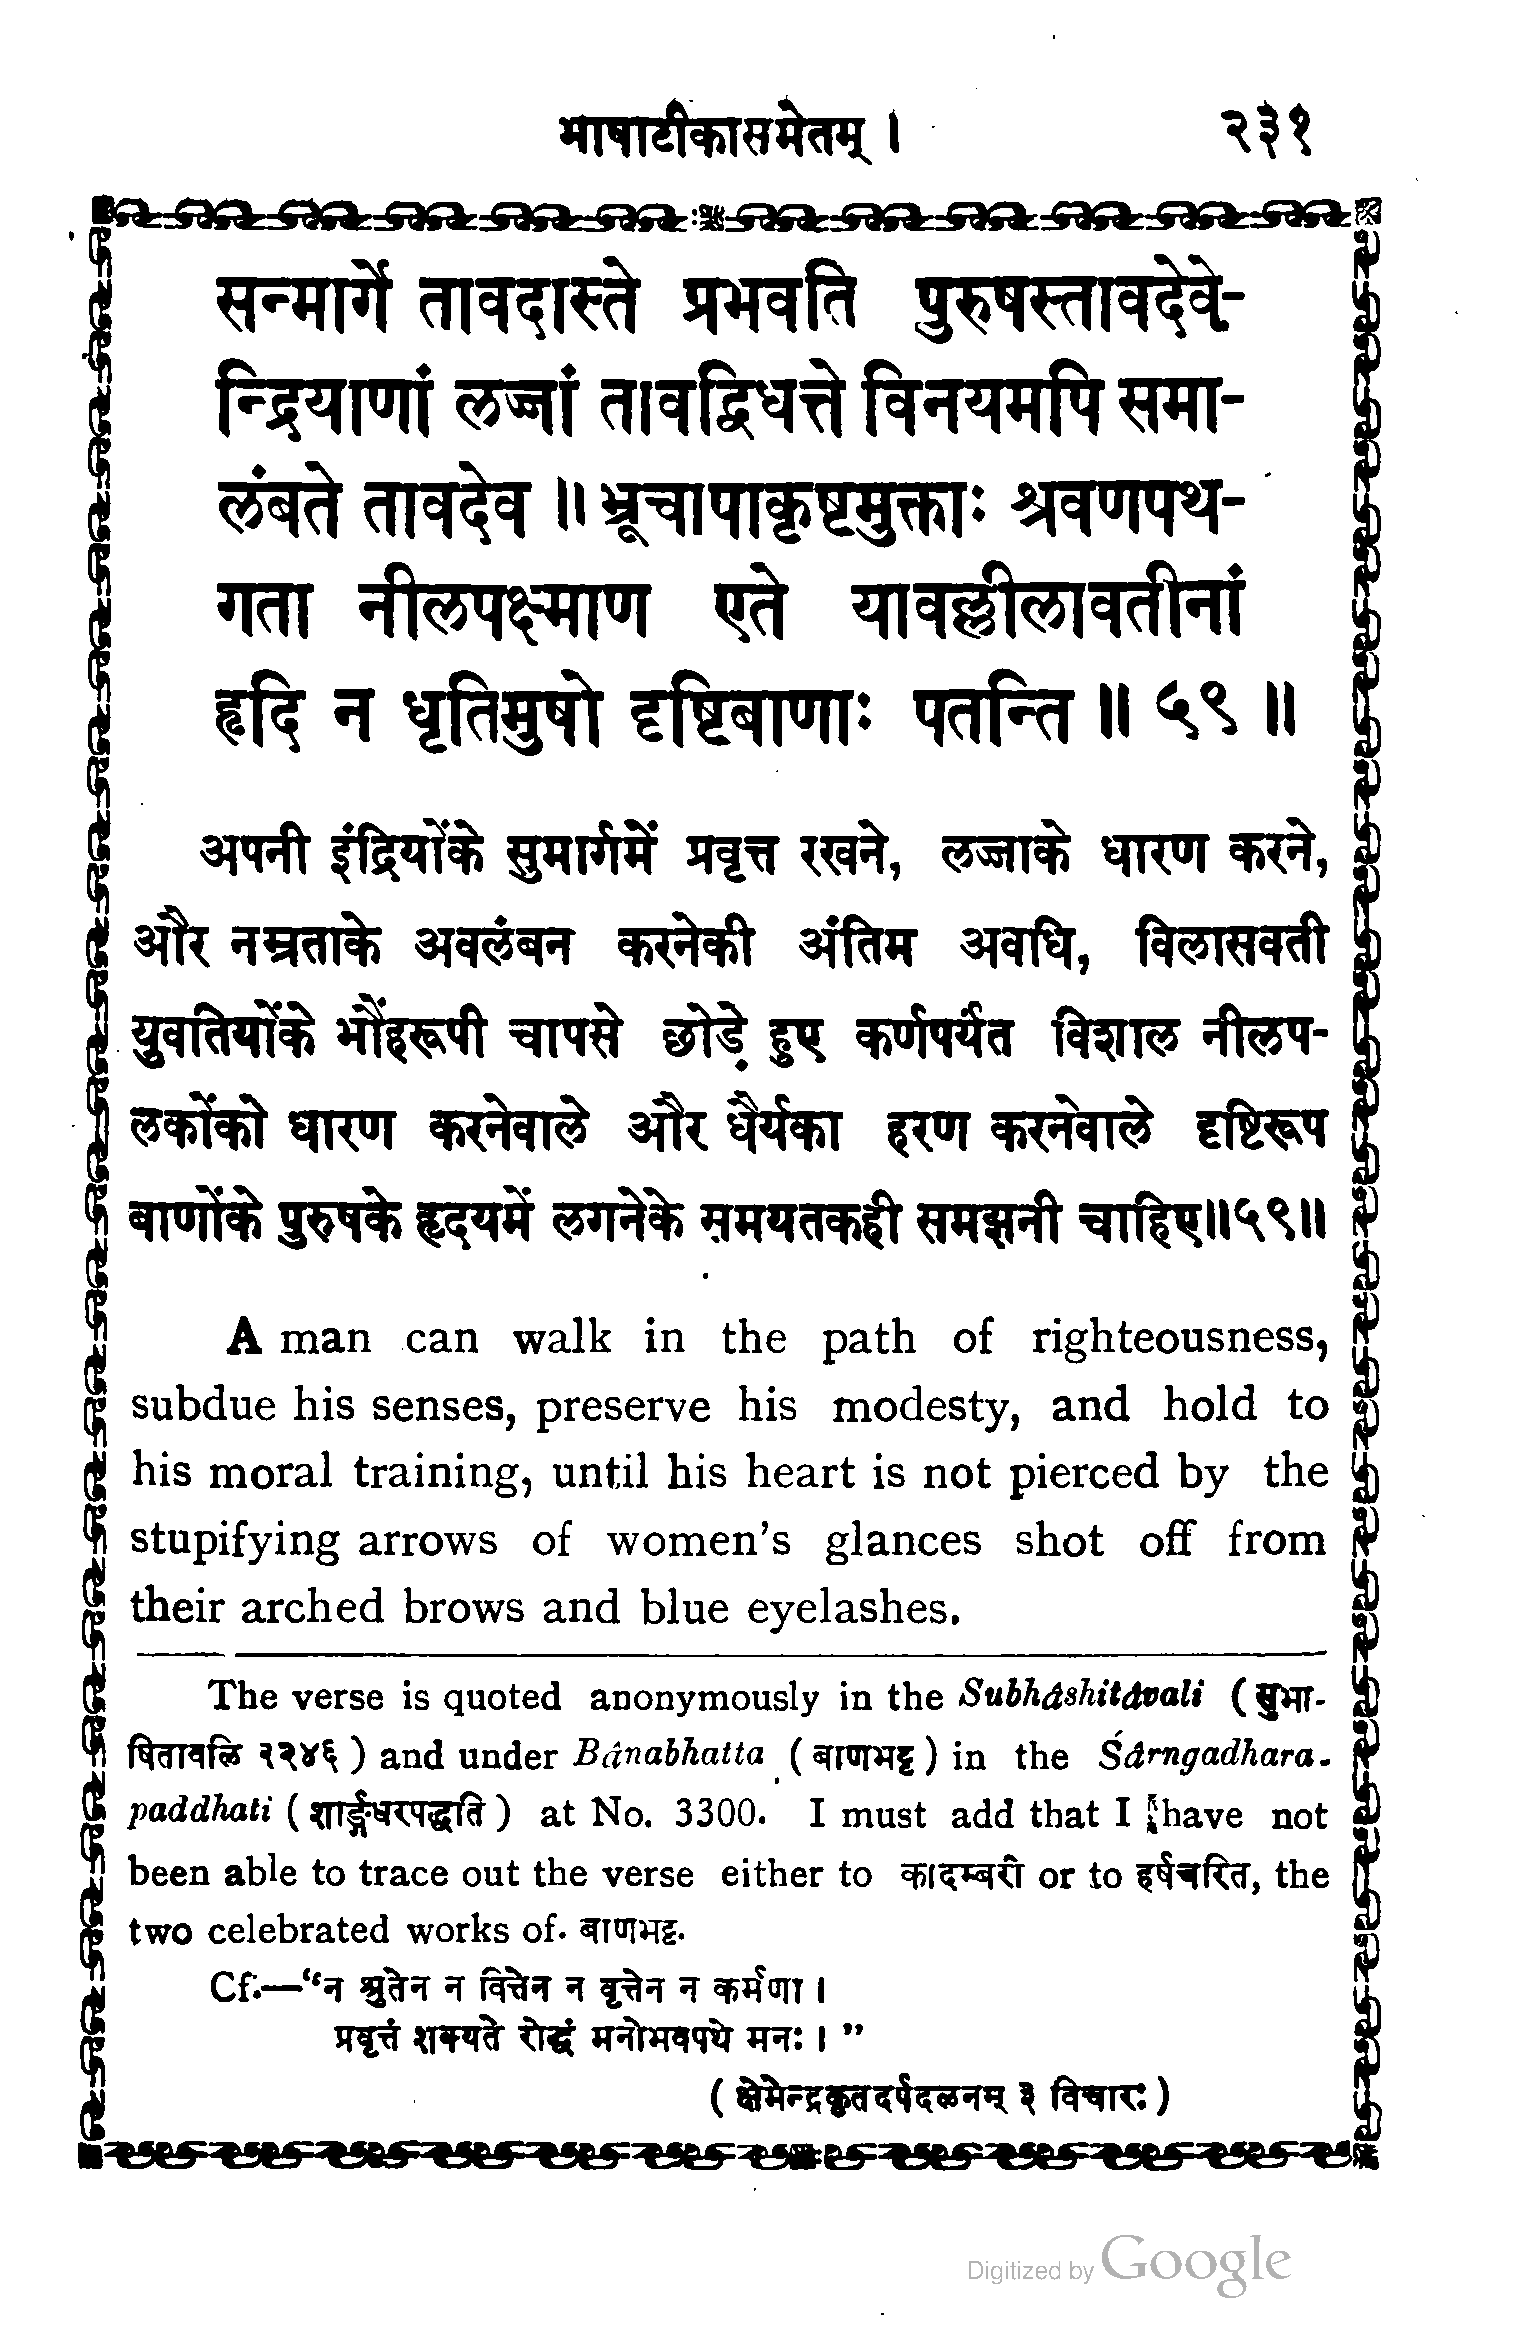 भाषाटीकासमेतम् । २३१
सन्मार्गे तावदास्ते प्रभवति पुरुषस्तावदेवे-
न्द्रियाणां लज्जां तावद्विधत्ते विनयमपि समा-
लंबते तावदेव ॥ भ्रूचापाकृष्टमुक्ताः श्रवणपथ-
गता नीलपक्ष्माण एते यावल्लीलावतीनां
हृदि न धृतिमुषो दृष्टिबाणाः पतन्ति ॥ ५९ ॥
अपनी इंद्रियोंके सुमार्गमें प्रवृत्त रखने, लज्जाके धारण करने,
और नम्रताके अवलंबन करनेकी अंतिम अवधि, विलासवती
युवतियोंके भौंहरूपी चापसे छोड़े हुए कर्णपर्यंत विशाल नीलप-
लकोंको धारण करनेवाले और धैर्यका हरण करनेवाले दृष्टिरूप
बाणोंके पुरुषके हृदयमें लगनेके समयतकही समझनी चाहिए॥५९॥
A man can walk in the path of righteousness,
subdue his senses, preserve his modesty, and hold to
his moral training, until his heart is not pierced by the
stupifying arrows of women's glances shot off from
their arched brows and blue eyelashes.
The verse is quoted anonymously in the Subhâshitâvali ( सुभा-
षितावळि २२४६ ) and under Bânabhatta ( बाणभट्ट ) in the Śârngadhara-
paddhati ( शार्ङ्गधरपद्धति ) at No. 3300. I must add that I have not
been able to trace out the verse either to कादम्बरी or to हर्षचरित, the
two celebrated works of. बाणभट्ट.
Cf.—“न श्रुतेन न वित्तेन न वृत्तेन न कर्मणा ।
प्रवृत्तं शक्यते रोद्धुं मनोभवपथे मनः । ”
( क्षेमेन्द्रकृतदर्पदळनम् ३ विचारः )
Digitized by Google